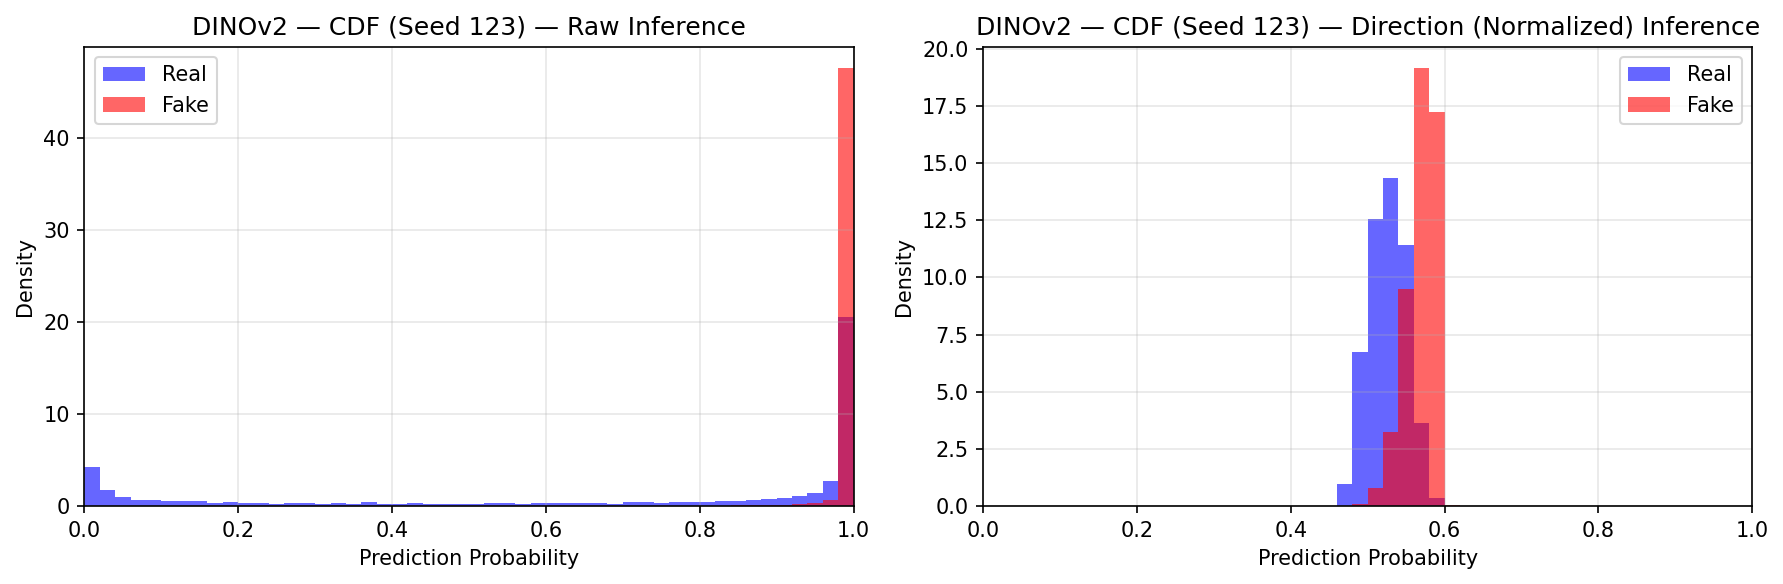 DINOv2 — CDF (Seed 123) — Raw Inference
Real
Fake
Density
40
30
20
10
0
0.0 0.2 0.4 0.6 0.8 1.0
Prediction Probability
DINOv2 — CDF (Seed 123) — Direction (Normalized) Inference
Real
Fake
Density
20.0
17.5
15.0
12.5
10.0
7.5
5.0
2.5
0.0
0.0 0.2 0.4 0.6 0.8 1.0
Prediction Probability